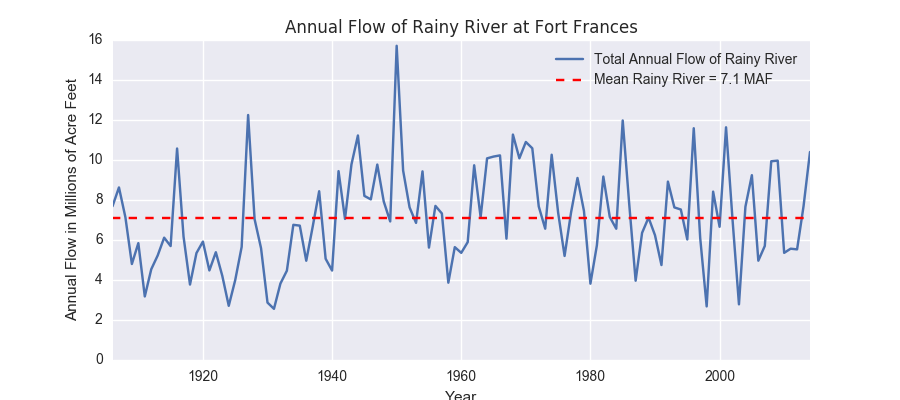 Annual Flow of Rainy River at Fort Frances
Annual Flow in Millions of Acre Feet
16
14
12
10
8
6
4
2
0
Total Annual Flow of Rainy River
Mean Rainy River = 7.1 MAF
1920 1940 1960 1980 2000
Year